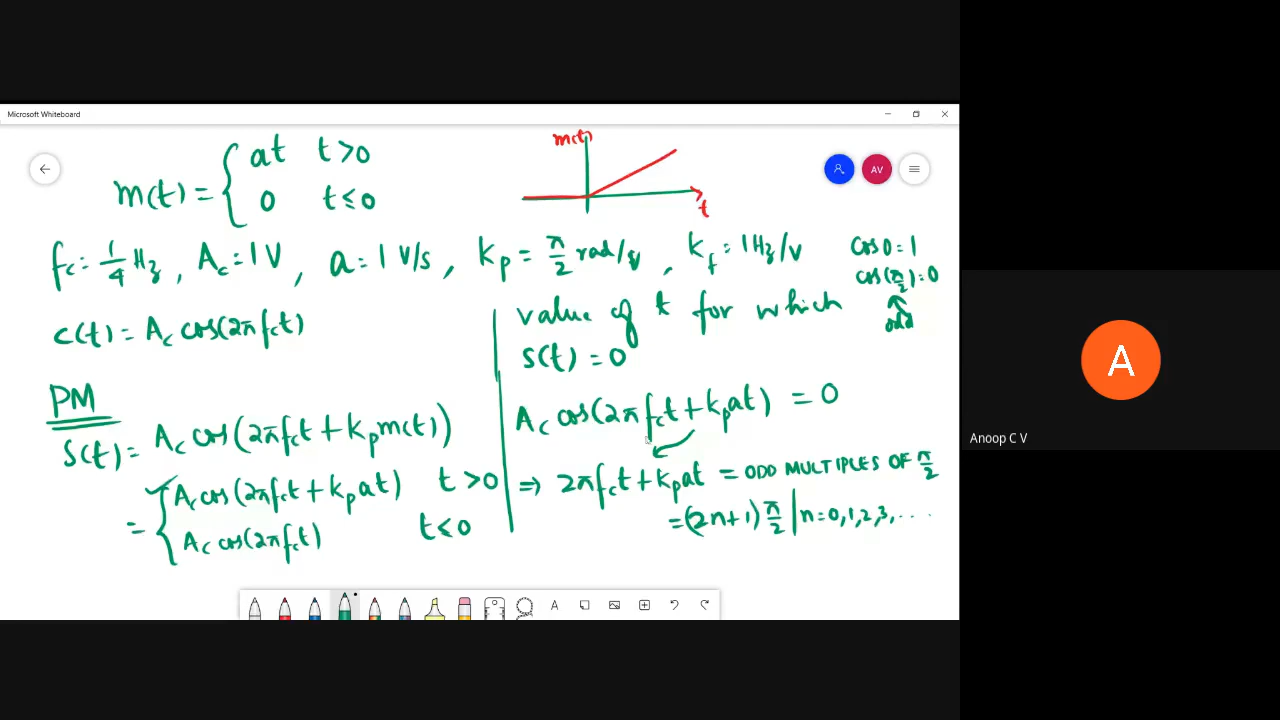 Microsoft Whiteboard
m(t) = { at t > 0
0 t ≤ 0
m(t)
t
AV
fc = 1/4 Hz, Ac = 1 V, a = 1 V/s, kp = π/2 rad/V, kf = 1 Hz/V
cos 0 = 1
cos(π/2) = 0
odd
c(t) = Ac cos(2πfct)
PM
s(t) = Ac cos(2πfct + kp m(t))
= { Ac cos(2πfct + kpat) t > 0
Ac cos(2πfct) t ≤ 0
value of t for which
s(t) = 0
Ac cos(2πfct + kpat) = 0
⇒ 2πfct + kpat = ODD MULTIPLES OF π/2
= (2n+1) π/2 | n = 0, 1, 2, 3, ....
A
A
Anoop C V